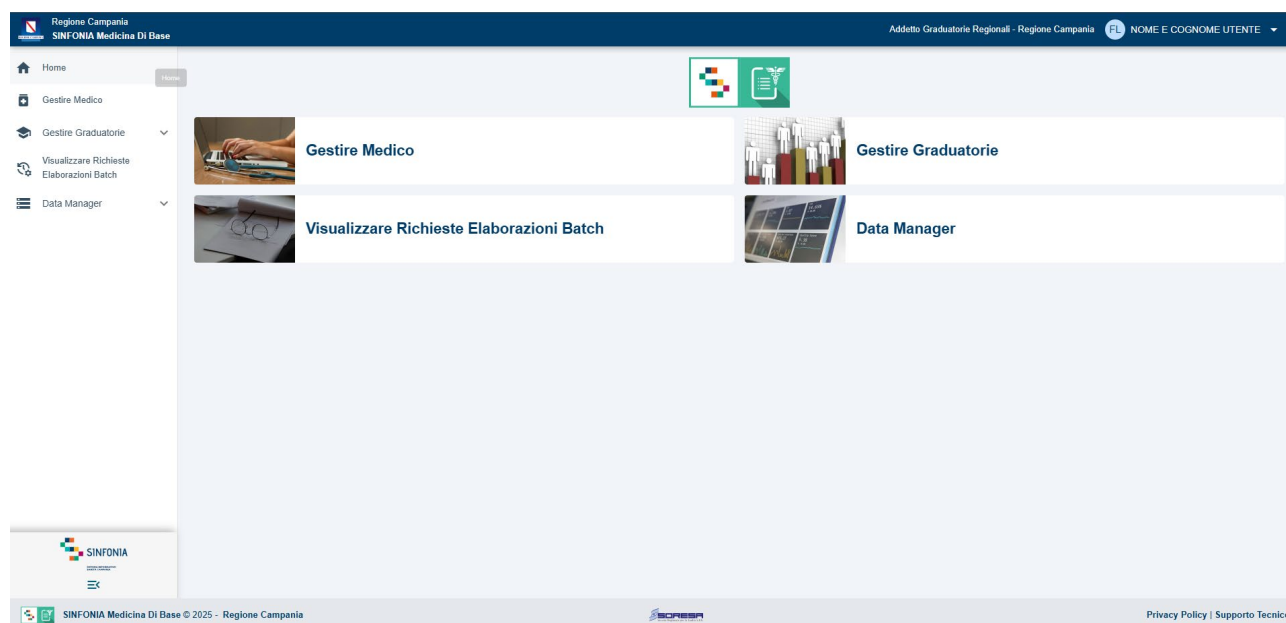 Regione Campania
SINFONIA Medicina Di Base
Addetto Graduatorie Regionali - Regione Campania
FL
NOME E COGNOME UTENTE
Home
Home
Gestire Medico
Gestire Graduatorie
Visualizzare Richieste
Elaborazioni Batch
Data Manager
Gestire Medico
Gestire Graduatorie
Visualizzare Richieste Elaborazioni Batch
Data Manager
SINFONIA
SINFONIA Medicina Di Base © 2025 - Regione Campania
SORESA
Privacy Policy | Supporto Tecnico